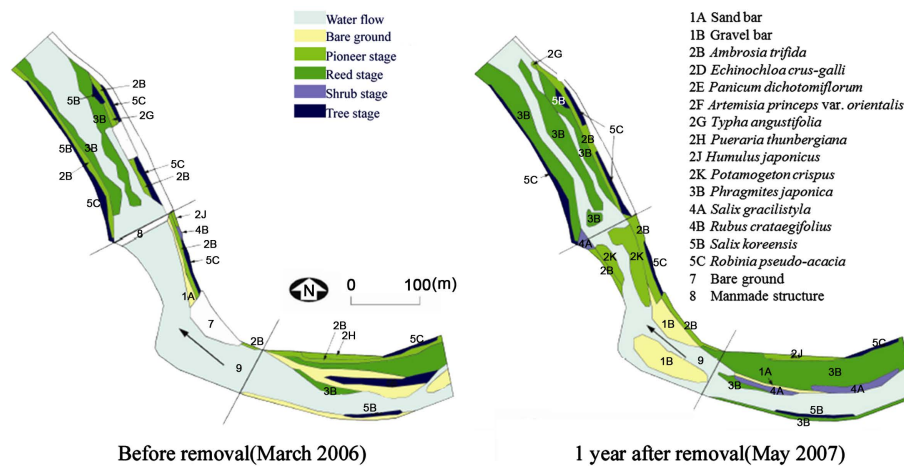 Water flow
Bare ground
Pioneer stage
Reed stage
Shrub stage
Tree stage
1A Sand bar
1B Gravel bar
2B Ambrosia trifida
2D Echinochloa crus-galli
2E Panicum dichotomiflorum
2F Artemisia princeps var. orientalis
2G Typha angustifolia
2H Pueraria thunbergiana
2J Humulus japonicus
2K Potamogeton crispus
3B Phragmites japonica
4A Salix gracilistyla
4B Rubus crataegifolius
5B Salix koreensis
5C Robinia pseudo-acacia
7 Bare ground
8 Manmade structure
2B
5C
2G
5B
3B
3B
5B
2B
5C
2B
5C
8
2J
4B
2B
5C
1A
7
2B
9
2B
2H
5C
3B
5B
N 0 100(m)
2G
5B
5C
3B
2B
3B
3B
5C
3B
4A
2B
2K
2K
2B
5C
1B
2B
1B
9
2J
5C
1A
3B
3B
4A
4A
5B
3B
Before removal(March 2006)
1 year after removal(May 2007)